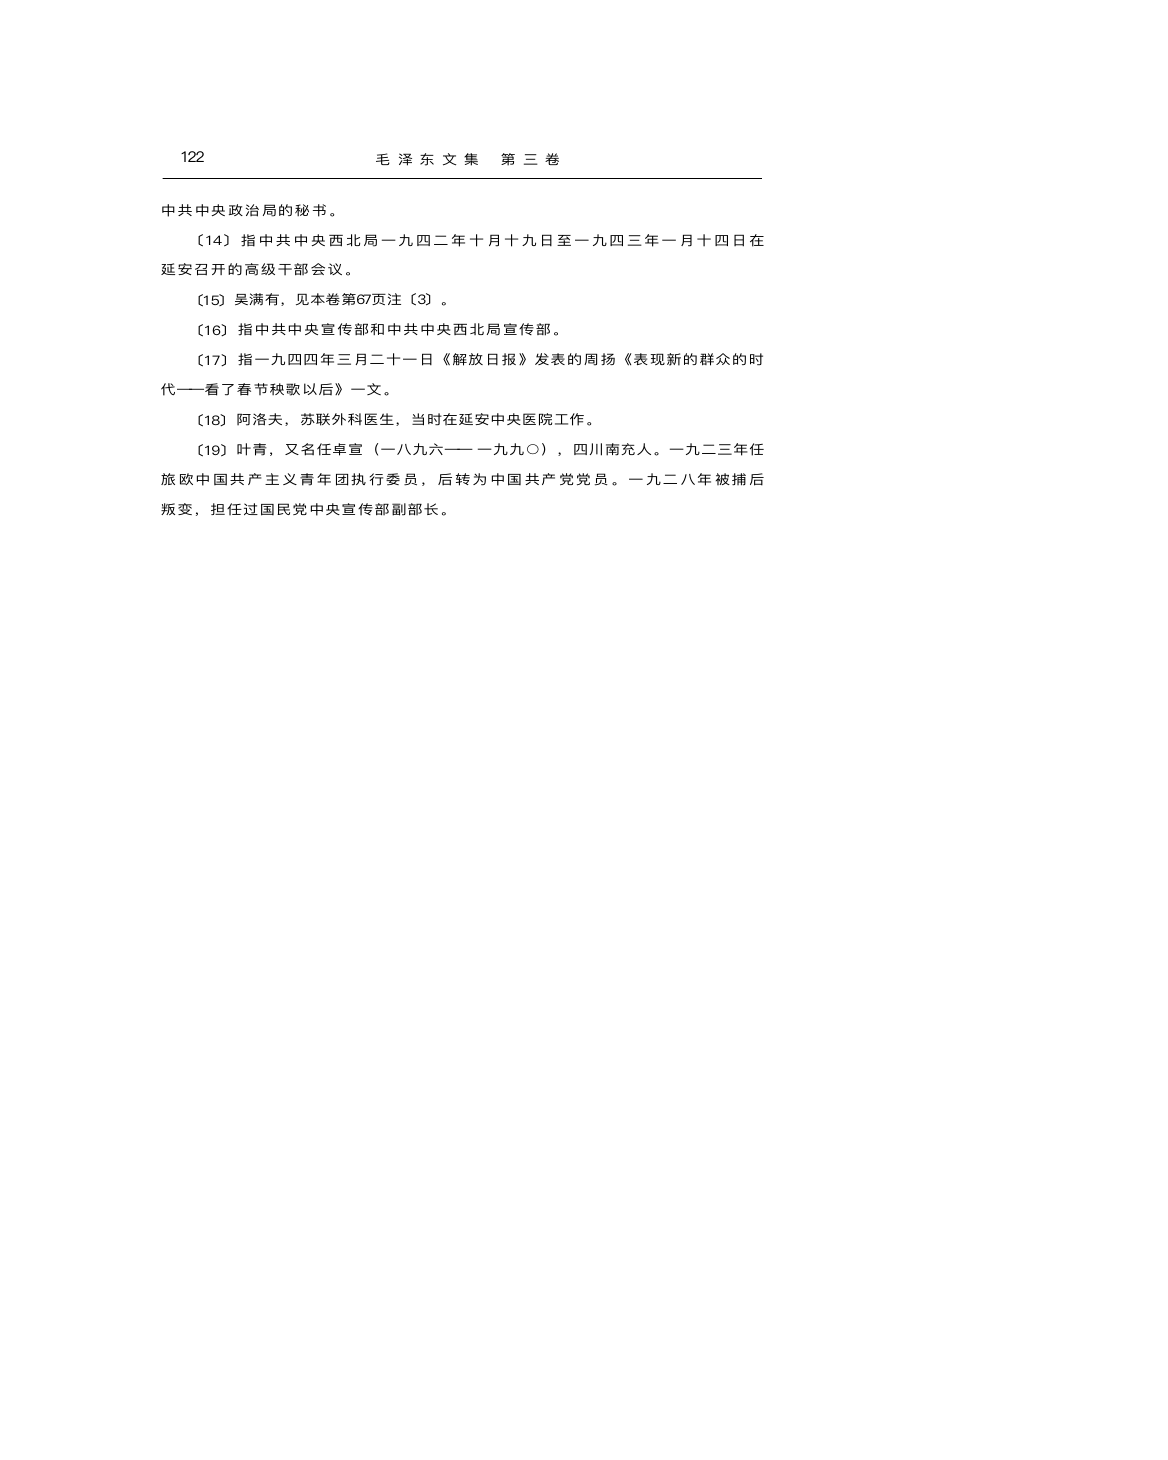 122 毛泽东文集 第三卷
中共中央政治局的秘书。
〔14〕指中共中央西北局一九四二年十月十九日至一九四三年一月十四日在
延安召开的高级干部会议。
〔15〕吴满有，见本卷第67页注〔3〕。
〔16〕指中共中央宣传部和中共中央西北局宣传部。
〔17〕指一九四四年三月二十一日《解放日报》发表的周扬《表现新的群众的时
代——看了春节秧歌以后》一文。
〔18〕阿洛夫，苏联外科医生，当时在延安中央医院工作。
〔19〕叶青，又名任卓宣（一八九六——一九九○），四川南充人。一九二三年任
旅欧中国共产主义青年团执行委员，后转为中国共产党党员。一九二八年被捕后
叛变，担任过国民党中央宣传部副部长。